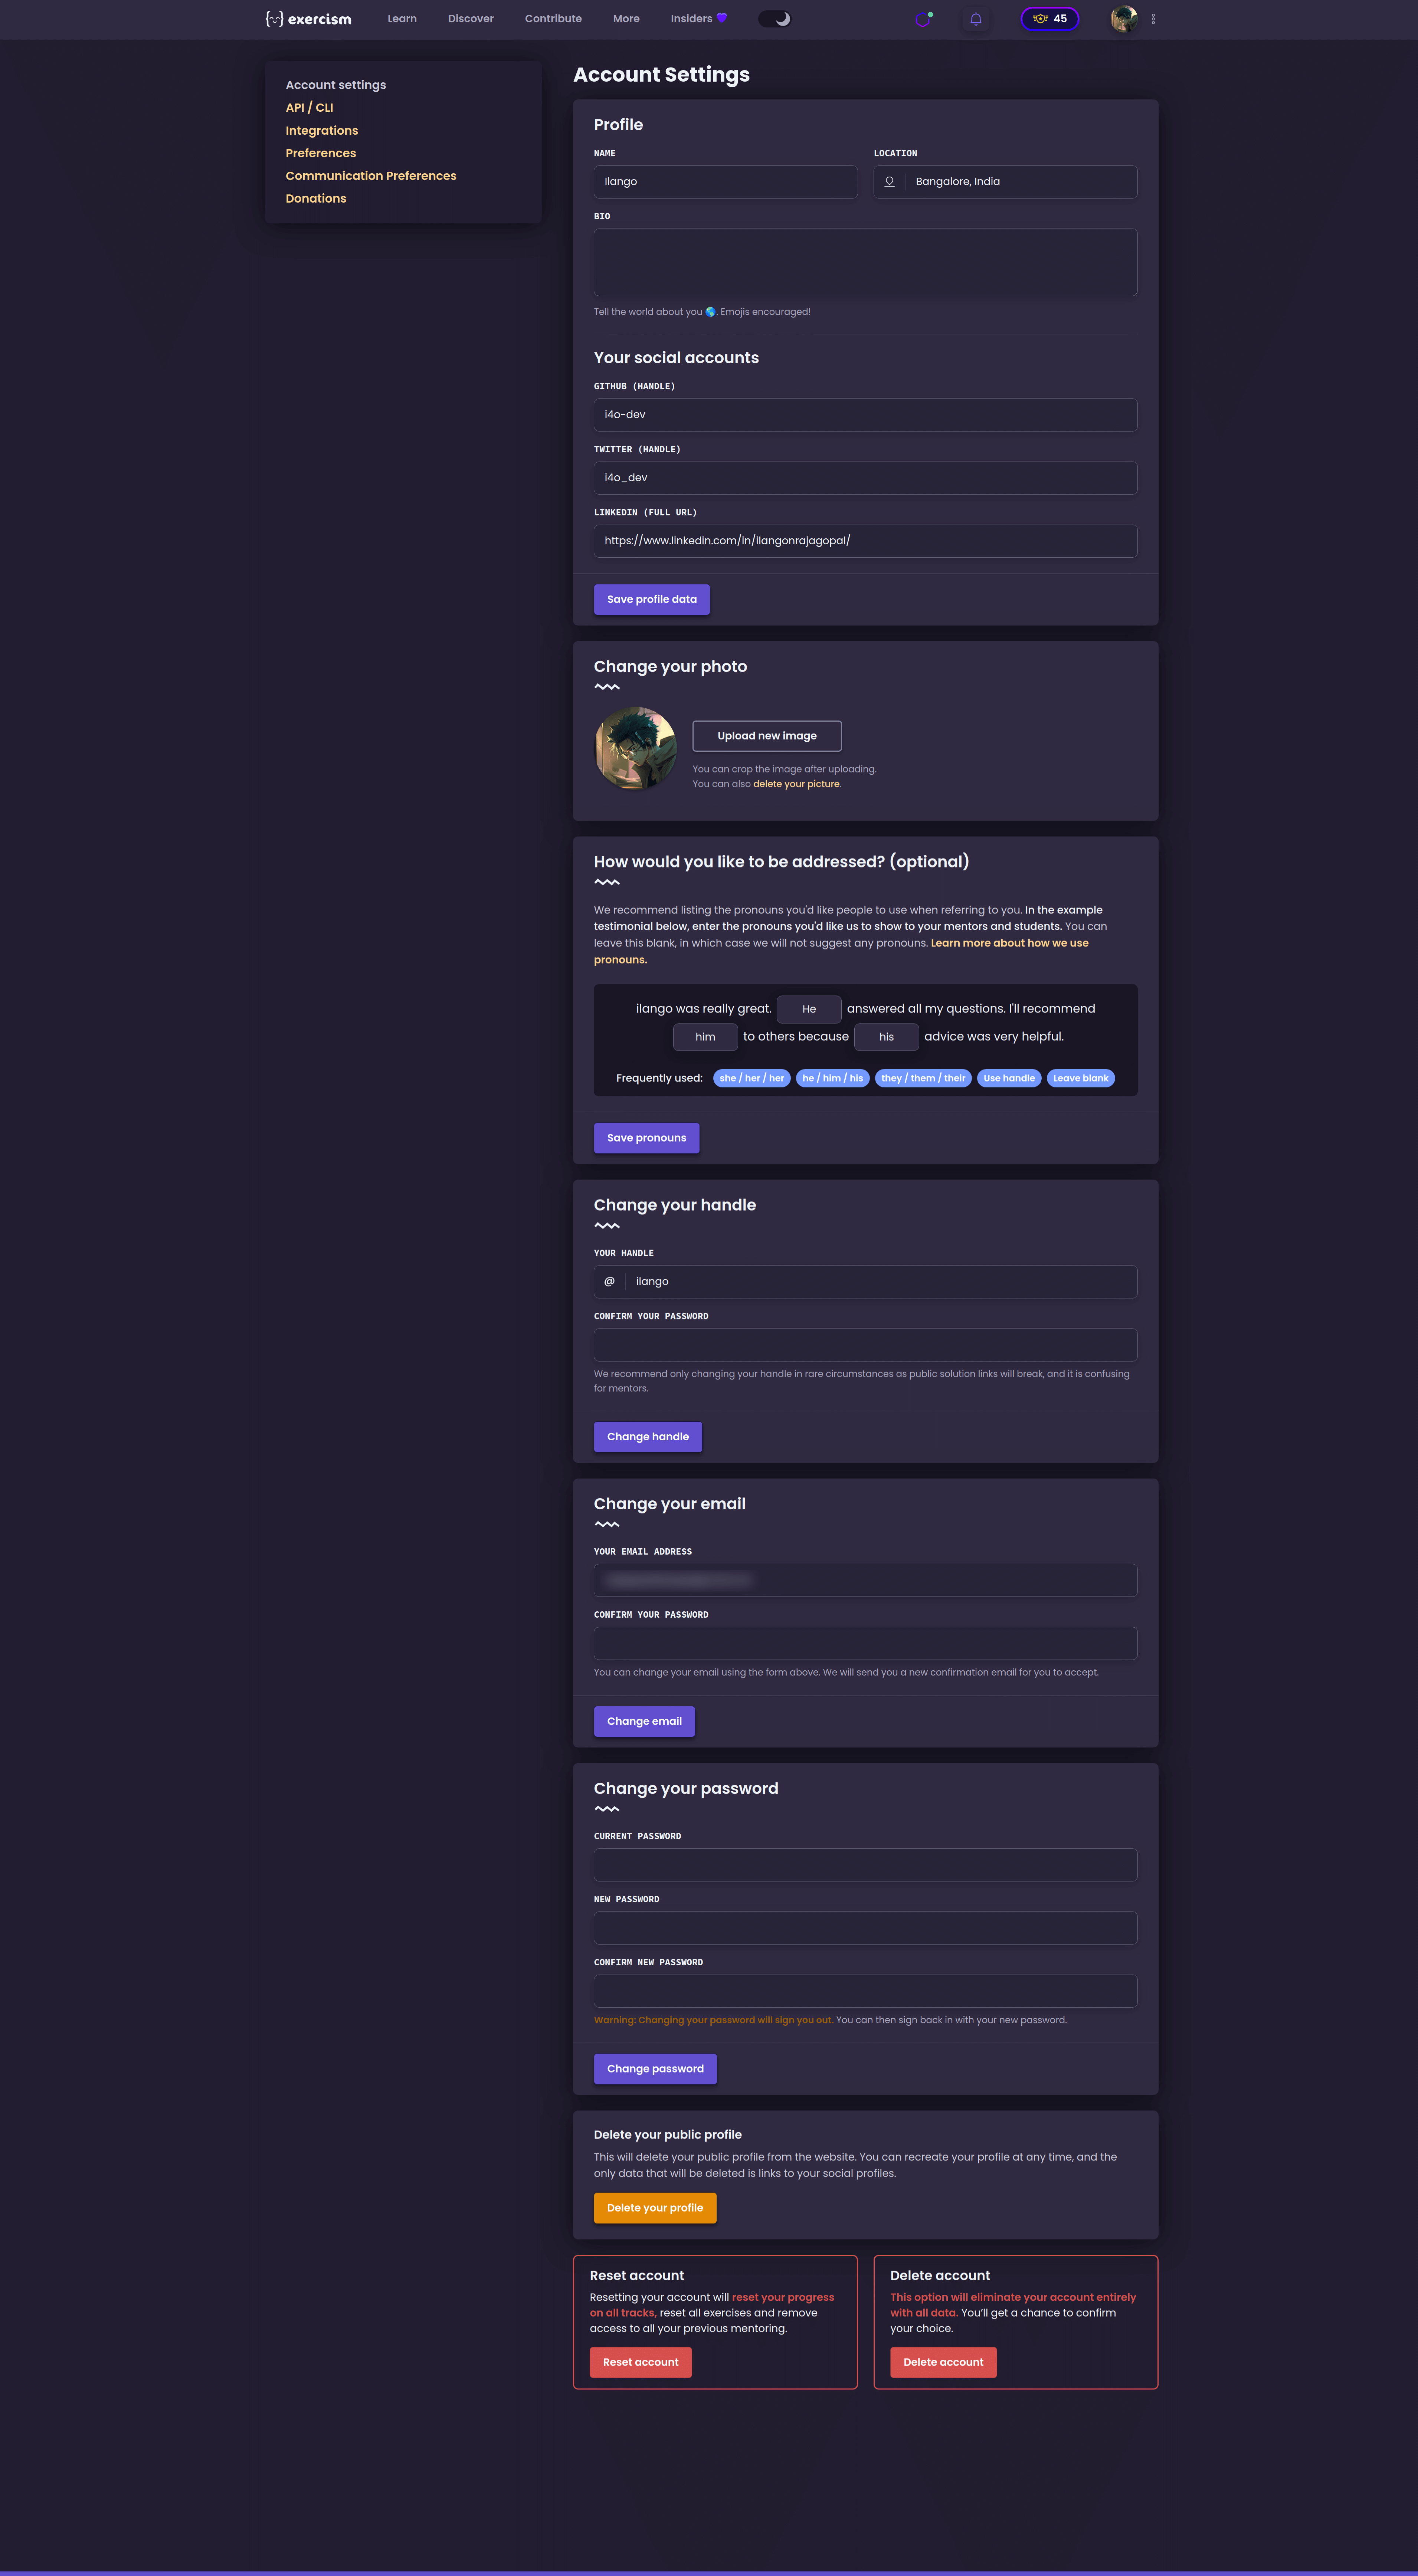 exercism
Learn
Discover
Contribute
More
Insiders
45
Account settings
API / CLI
Integrations
Preferences
Communication Preferences
Donations
Account Settings
Profile
NAME
LOCATION
Ilango
Bangalore, India
BIO
Tell the world about you 🌎. Emojis encouraged!
Your social accounts
GITHUB (HANDLE)
i4o-dev
TWITTER (HANDLE)
i4o_dev
LINKEDIN (FULL URL)
https://www.linkedin.com/in/ilangonrajagopal/
Save profile data
Change your photo
Upload new image
You can crop the image after uploading.
You can also delete your picture.
How would you like to be addressed? (optional)
We recommend listing the pronouns you'd like people to use when referring to you. In the example
testimonial below, enter the pronouns you'd like us to show to your mentors and students. You can
leave this blank, in which case we will not suggest any pronouns. Learn more about how we use
pronouns.
ilango was really great. He answered all my questions. I'll recommend
him to others because his advice was very helpful.
Frequently used: she / her / her he / him / his they / them / their Use handle Leave blank
Save pronouns
Change your handle
YOUR HANDLE
@ ilango
CONFIRM YOUR PASSWORD
We recommend only changing your handle in rare circumstances as public solution links will break, and it is confusing
for mentors.
Change handle
Change your email
YOUR EMAIL ADDRESS
CONFIRM YOUR PASSWORD
You can change your email using the form above. We will send you a new confirmation email for you to accept.
Change email
Change your password
CURRENT PASSWORD
NEW PASSWORD
CONFIRM NEW PASSWORD
Warning: Changing your password will sign you out. You can then sign back in with your new password.
Change password
Delete your public profile
This will delete your public profile from the website. You can recreate your profile at any time, and the
only data that will be deleted is links to your social profiles.
Delete your profile
Reset account
Resetting your account will reset your progress
on all tracks, reset all exercises and remove
access to all your previous mentoring.
Reset account
Delete account
This option will eliminate your account entirely
with all data. You'll get a chance to confirm
your choice.
Delete account